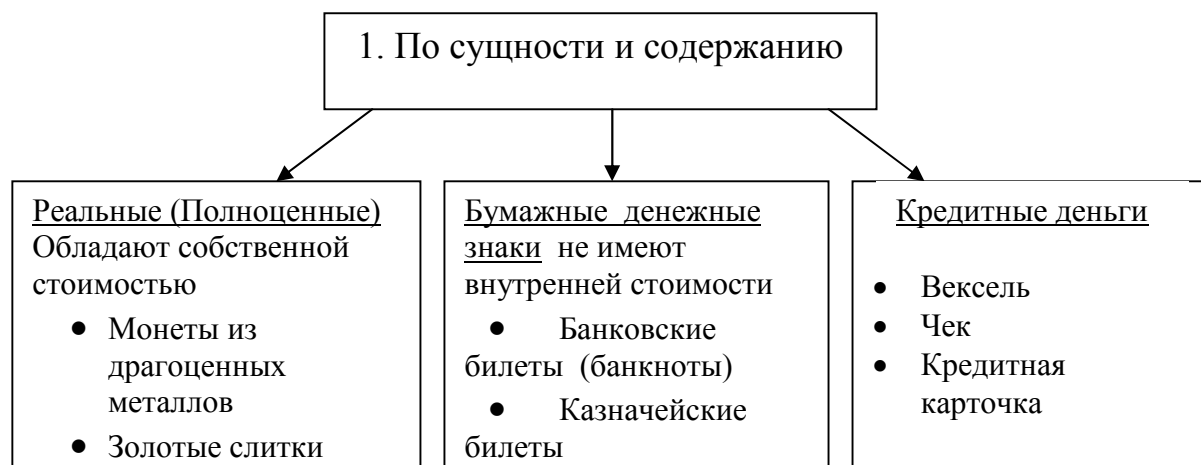 1. По сущности и содержанию
Реальные (Полноценные)
Обладают собственной
стоимостью
• Монеты из
драгоценных
металлов
• Золотые слитки
Бумажные денежные
знаки не имеют
внутренней стоимости
• Банковские
билеты (банкноты)
• Казначейские
билеты
Кредитные деньги
• Вексель
• Чек
• Кредитная
карточка